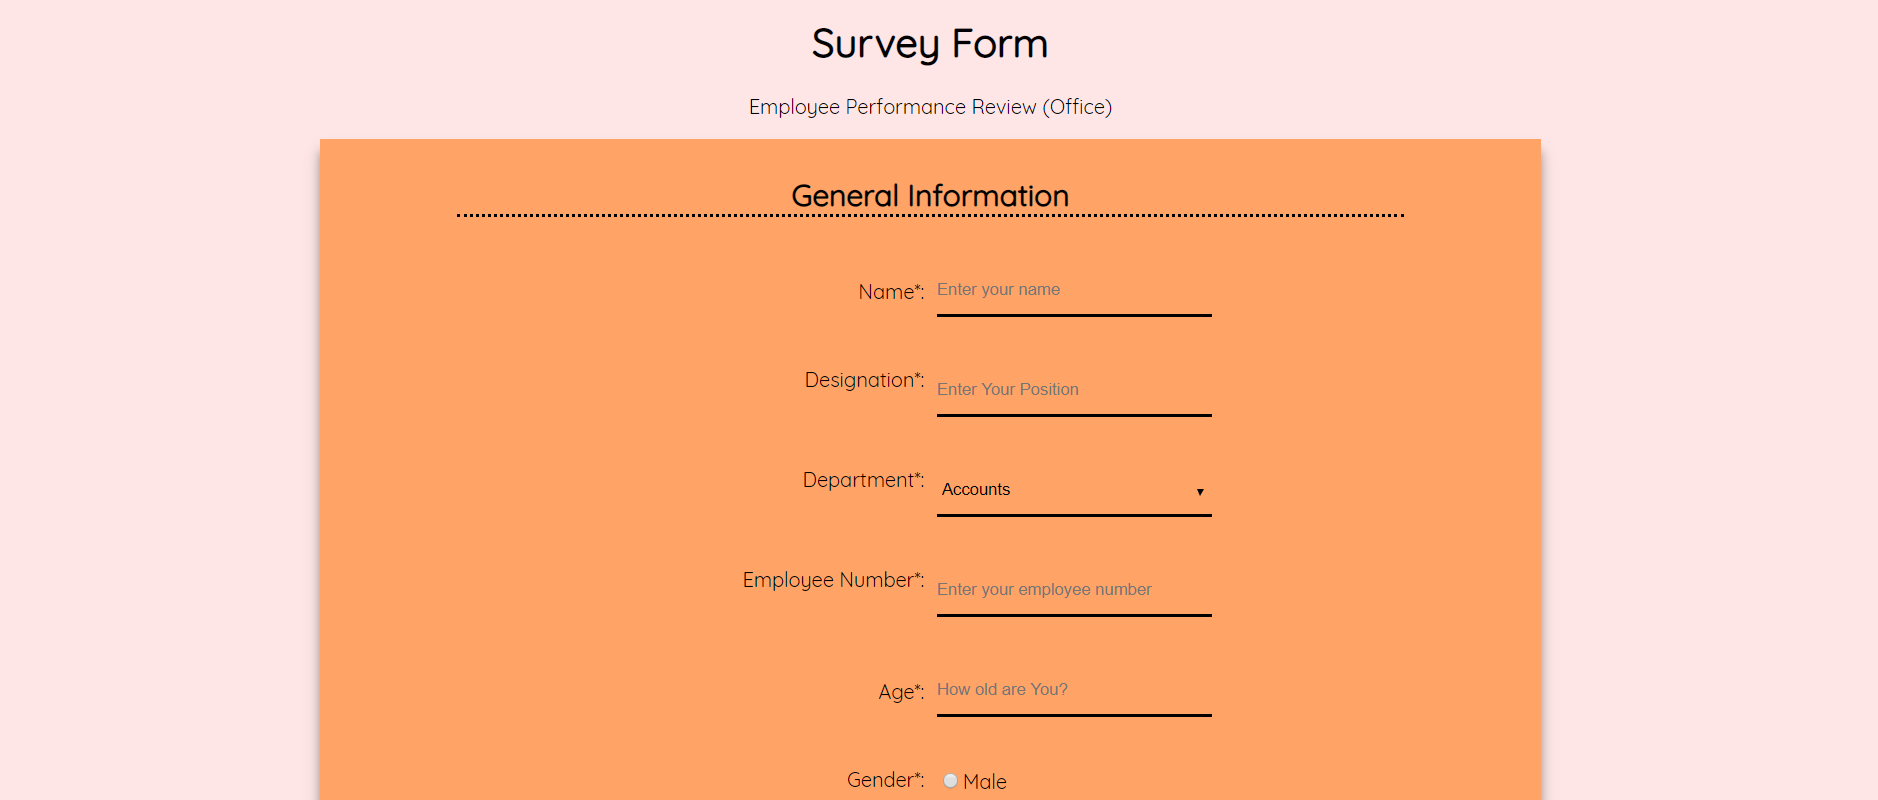 Survey Form
Employee Performance Review (Office)
General Information
Name*: Enter your name
Designation*: Enter Your Position
Department*: Accounts
Employee Number*: Enter your employee number
Age*: How old are You?
Gender*: Male